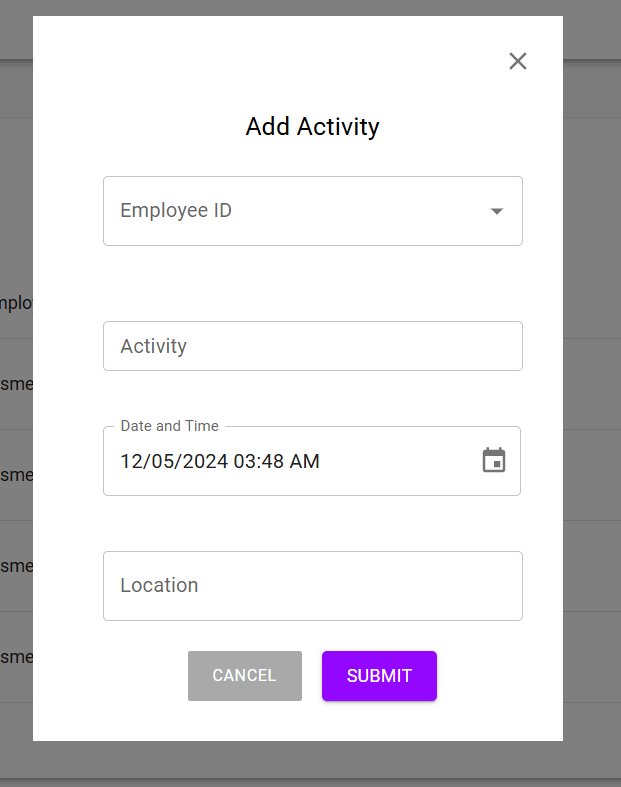 Add Activity
Employee ID
mplo
Activity
sme
Date and Time
12/05/2024 03:48 AM
sme
sme
Location
sme
CANCEL
SUBMIT